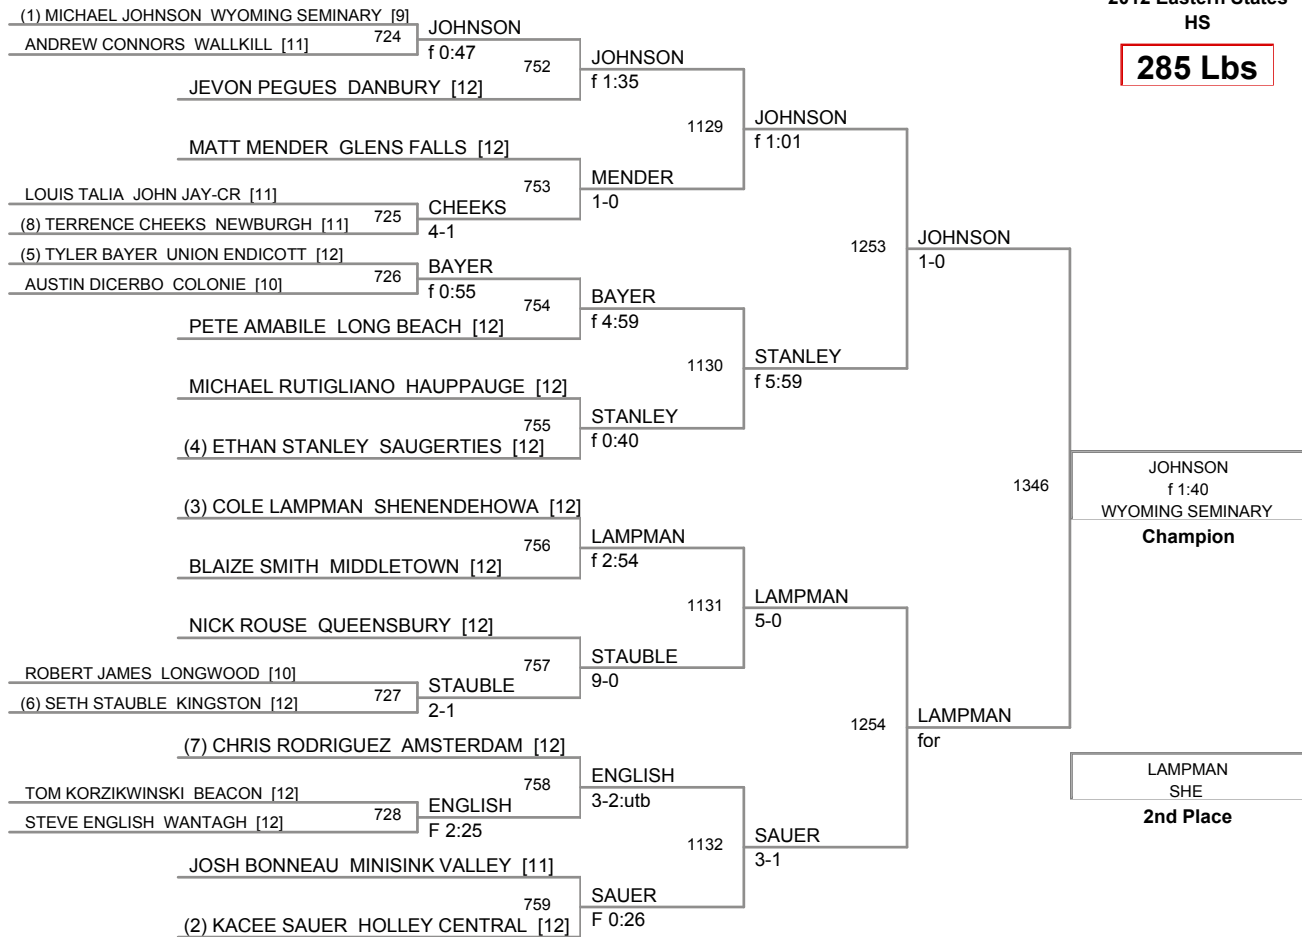 2012 Eastern States
HS
285 Lbs
(1) MICHAEL JOHNSON WYOMING SEMINARY [9]
724
ANDREW CONNORS WALLKILL [11]
JOHNSON
f 0:47
752
JEVON PEGUES DANBURY [12]
JOHNSON
f 1:35
1129
MATT MENDER GLENS FALLS [12]
753
LOUIS TALIA JOHN JAY-CR [11]
725
(8) TERRENCE CHEEKS NEWBURGH [11]
CHEEKS
4-1
MENDER
1-0
JOHNSON
f 1:01
1253
(5) TYLER BAYER UNION ENDICOTT [12]
726
AUSTIN DICERBO COLONIE [10]
BAYER
f 0:55
754
PETE AMABILE LONG BEACH [12]
BAYER
f 4:59
1130
MICHAEL RUTIGLIANO HAUPPAUGE [12]
755
(4) ETHAN STANLEY SAUGERTIES [12]
STANLEY
f 0:40
STANLEY
f 5:59
JOHNSON
1-0
1346
(3) COLE LAMPMAN SHENENDEHOWA [12]
756
BLAIZE SMITH MIDDLETOWN [12]
LAMPMAN
f 2:54
1131
NICK ROUSE QUEENSBURY [12]
757
ROBERT JAMES LONGWOOD [10]
727
(6) SETH STAUBLE KINGSTON [12]
STAUBLE
2-1
STAUBLE
9-0
LAMPMAN
5-0
1254
(7) CHRIS RODRIGUEZ AMSTERDAM [12]
758
TOM KORZIKWINSKI BEACON [12]
728
STEVE ENGLISH WANTAGH [12]
ENGLISH
F 2:25
ENGLISH
3-2:utb
1132
JOSH BONNEAU MINISINK VALLEY [11]
759
(2) KACEE SAUER HOLLEY CENTRAL [12]
SAUER
F 0:26
SAUER
3-1
LAMPMAN
for
JOHNSON
f 1:40
WYOMING SEMINARY
Champion
LAMPMAN
SHE
2nd Place